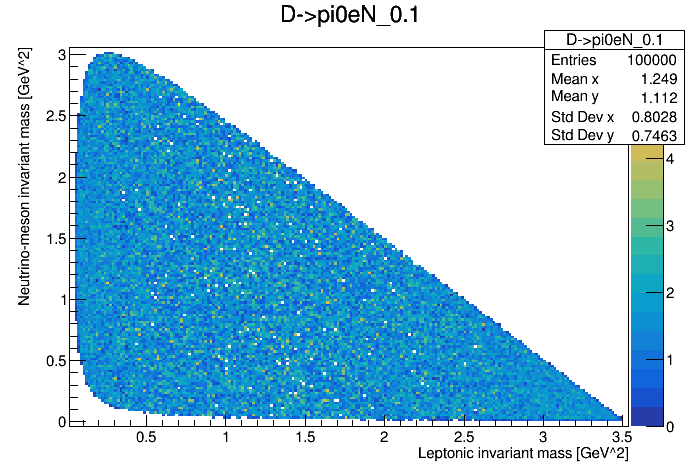 D->pi0eN_0.1
D->pi0eN_0.1
Entries 100000
Mean x 1.249
Mean y 1.112
Std Dev x 0.8028
Std Dev y 0.7463
Neutrino-meson invariant mass [GeV^2]
3
2.5
2
1.5
1
0.5
0
0.5 1 1.5 2 2.5 3 3.5
Leptonic invariant mass [GeV^2]
4
3
2
1
0